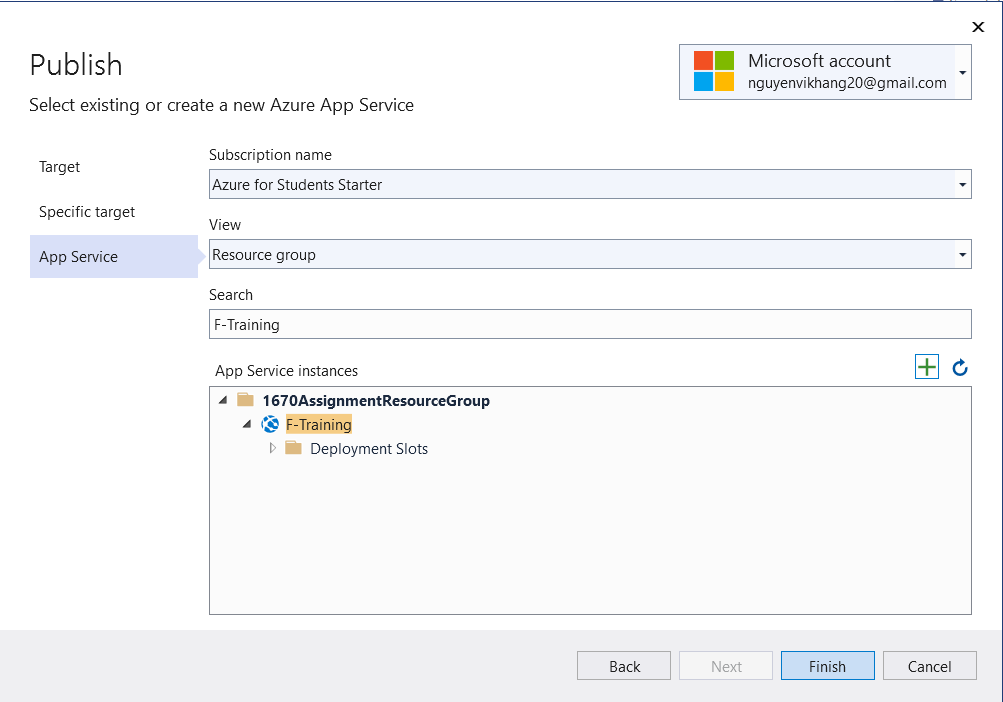 Publish
Select existing or create a new Azure App Service
Microsoft account
nguyenvikhang20@gmail.com
Target
Specific target
App Service
Subscription name
Azure for Students Starter
View
Resource group
Search
F-Training
App Service instances
1670AssignmentResourceGroup
F-Training
Deployment Slots
Back
Next
Finish
Cancel